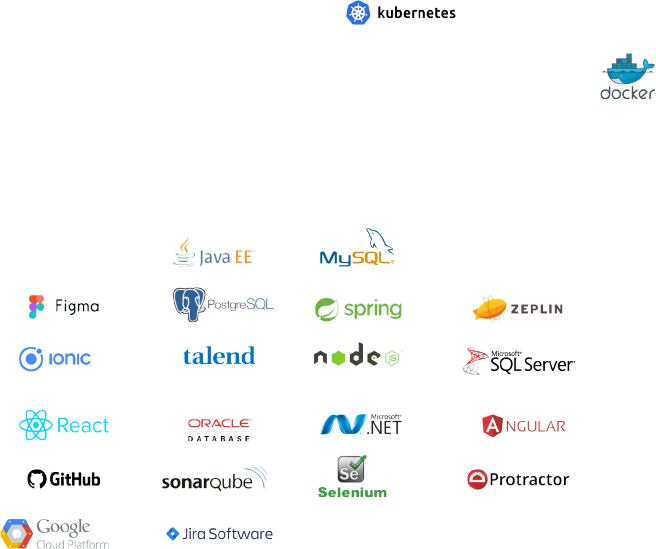 kubernetes
docker
Java EE
MySQL®
Figma
PostgreSQL
spring
ZEPLIN
IONIC
talend
node JS
Microsoft® SQL Server®
React
ORACLE®
DATABASE
Microsoft®
.NET
ANGULAR
GitHub
sonarqube
Se
Selenium
Protractor
Google
Cloud Platform
Jira Software